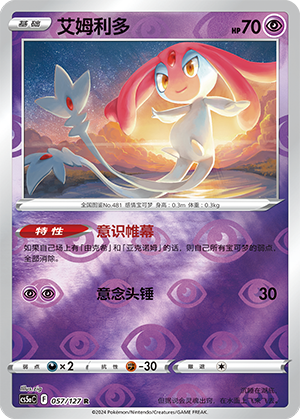 基础 艾姆利多 HP70
全国图鉴No.481 感情宝可梦 身高：0.3m 体重：0.3kg
特性 意识帷幕
如果自己场上有「由克希」和「亚克诺姆」的话，则自己所有宝可梦的弱点，
全部消除。
意念头锤 30
弱点 ×2 抵抗力 -30 撤退
CS5aC F 057/127 R
©2024 Pokémon/Nintendo/Creatures/GAME FREAK.